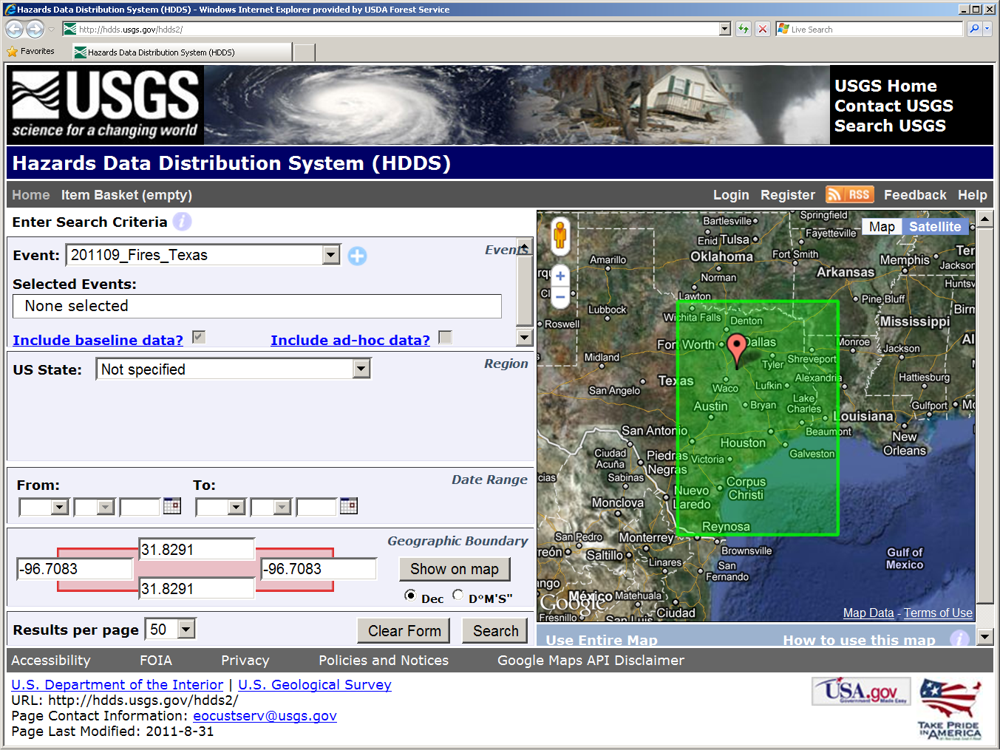 Hazards Data Distribution System (HDDS) - Windows Internet Explorer provided by USDA Forest Service
http://hdds.usgs.gov/hdds2/
Live Search
Favorites
Hazards Data Distribution System (HDDS)
USGS
science for a changing world
USGS Home
Contact USGS
Search USGS
Hazards Data Distribution System (HDDS)
Home Item Basket (empty) Login Register RSS Feedback Help
Enter Search Criteria i
Events
Event: 201109_Fires_Texas
Selected Events:
None selected
Include baseline data? Include ad-hoc data?
Region
US State: Not specified
Date Range
From: To:
Geographic Boundary
31.8291
-96.7083 -96.7083
31.8291
Show on map
Dec D°M'S"
Results per page 50 Clear Form Search
Map Satellite
Springfield
Bartlesville
Enid Tulsa
Fayetteville
Oklahoma
Fort Smith
Amarillo
Memphis
Jackson
Arkansas
Norman
Huntsv
Lawton
Pine Bluff
Lubbock
Birm
Roswell
Wichita Falls
Denton
Mississippi
Fort Worth
Dallas
Monroe
Jackson
Midland
Tyler
Shreveport
Texas
Alexandria
Hattiesburg
San Angelo
Waco
Lufkin
Lake Charles
Gulfport
Austin
Bryan
Louisiana
San Antonio
Beaumont
New Orleans
Houston
Ciudad Acuña
Piedras Negras
Galveston
Victoria
Sabinas
Corpus Christi
Nuevo Laredo
Monclova
Reynosa
San Pedro
Monterrey
Brownsville
Saltillo
Linares
San Fernando
Gulf of Mexico
México
Matehuala
Ciudad
Fresnillo
San Luis
Google
Map Data - Terms of Use
Use Entire Map How to use this map i
Accessibility FOIA Privacy Policies and Notices Google Maps API Disclaimer
U.S. Department of the Interior | U.S. Geological Survey
URL: http://hdds.usgs.gov/hdds2/
Page Contact Information: eocustserv@usgs.gov
Page Last Modified: 2011-8-31
USA.gov
Government Made Easy
TAKE PRIDE
IN AMERICA